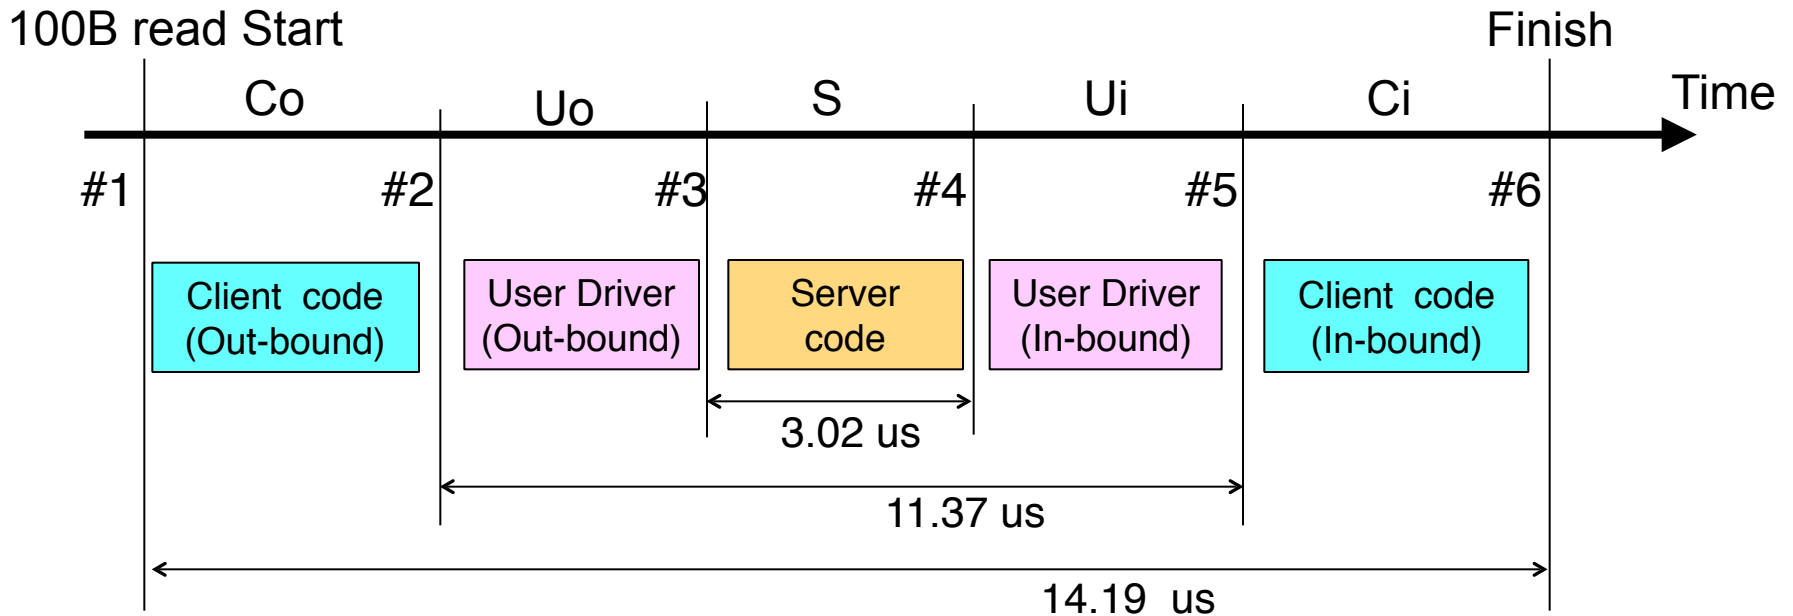 100B read Start
Finish
Co
Uo
S
Ui
Ci
Time
#1
#2
#3
#4
#5
#6
Client code
(Out-bound)
User Driver
(Out-bound)
Server
code
User Driver
(In-bound)
Client code
(In-bound)
3.02 us
11.37 us
14.19 us